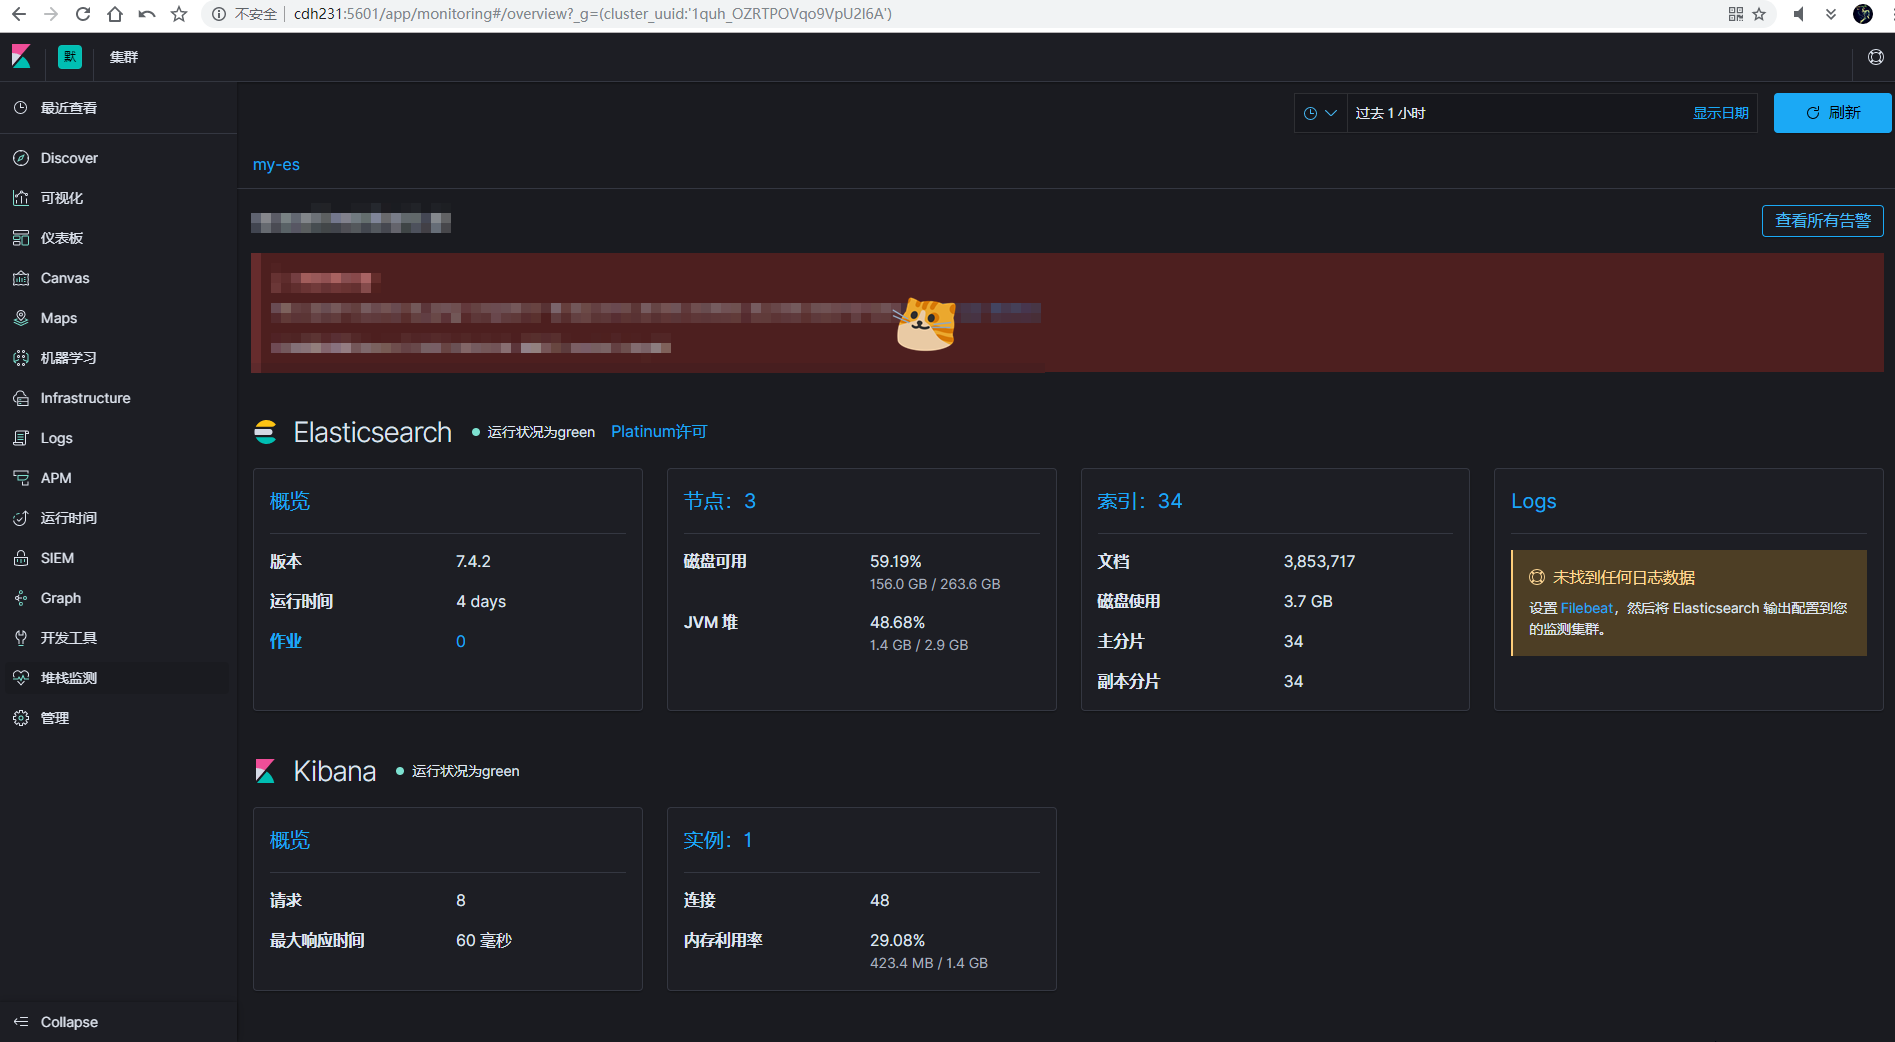 不安全
cdh231:5601/app/monitoring#/overview?_g=(cluster_uuid:'1quh_OZRTPOVqo9VpU2I6A')
默
集群
最近查看
Discover
可视化
仪表板
Canvas
Maps
机器学习
Infrastructure
Logs
APM
运行时间
SIEM
Graph
开发工具
堆栈监测
管理
Collapse
过去 1 小时
显示日期
刷新
my-es
查看所有告警
Elasticsearch
运行状况为green
Platinum许可
概览
版本 7.4.2
运行时间 4 days
作业 0
节点：3
磁盘可用 59.19%
156.0 GB / 263.6 GB
JVM 堆 48.68%
1.4 GB / 2.9 GB
索引：34
文档 3,853,717
磁盘使用 3.7 GB
主分片 34
副本分片 34
Logs
未找到任何日志数据
设置 Filebeat，然后将 Elasticsearch 输出配置到您
的监测集群。
Kibana
运行状况为green
概览
请求 8
最大响应时间 60 毫秒
实例：1
连接 48
内存利用率 29.08%
423.4 MB / 1.4 GB